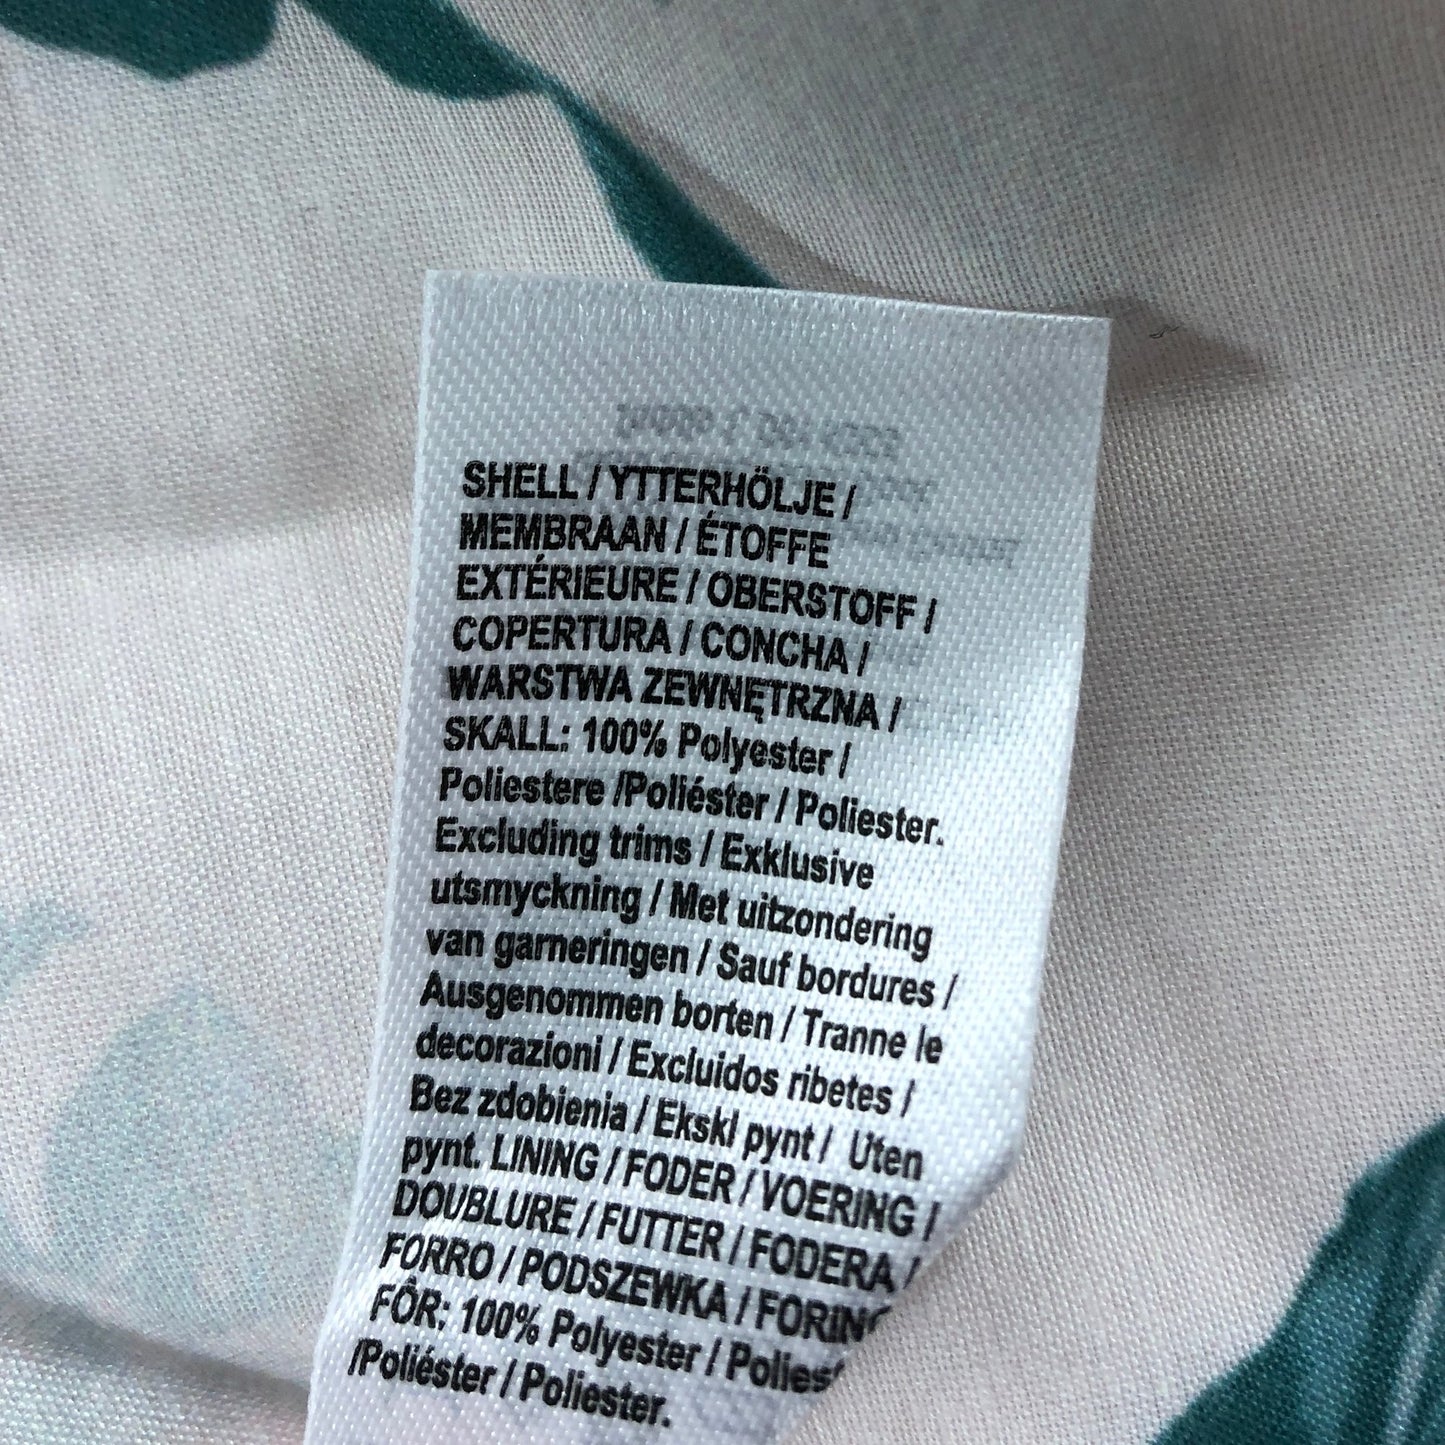 SHELL / YTTERHÖLJE /
MEMBRAAN / ÉTOFFE
EXTÉRIEURE / OBERSTOFF /
COPERTURA / CONCHA /
WARSTWA ZEWNĘTRZNA /
SKALL: 100% Polyester /
Poliestere /Poliéster / Poliester.
Excluding trims / Exklusive
utsmyckning / Met uitzondering
van garneringen / Sauf bordures /
Ausgenommen borten / Tranne le
decorazioni / Excluidos ribetes /
Bez zdobienia / Ekskl pynt / Uten
pynt. LINING / FODER / VOERING /
DOUBLURE / FUTTER / FODERA /
FORRO / PODSZEWKA / FORING
FÔR: 100% Polyester / Polies
/Poliéster / Poliester.